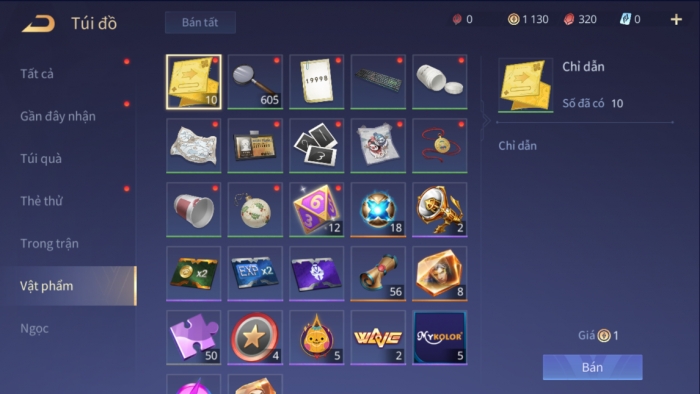 Túi đồ
Bán tất
0
1 130
320
0
Tất cả
Gần đây nhận
Túi quà
Thẻ thử
Trong trận
Vật phẩm
Ngọc
10
605
19998
12
18
2
x2
EXP x2
56
8
50
4
5
WAVE
2
MYKOLOR
5
Chỉ dẫn
Số đã có 10
Chỉ dẫn
Giá 1
Bán